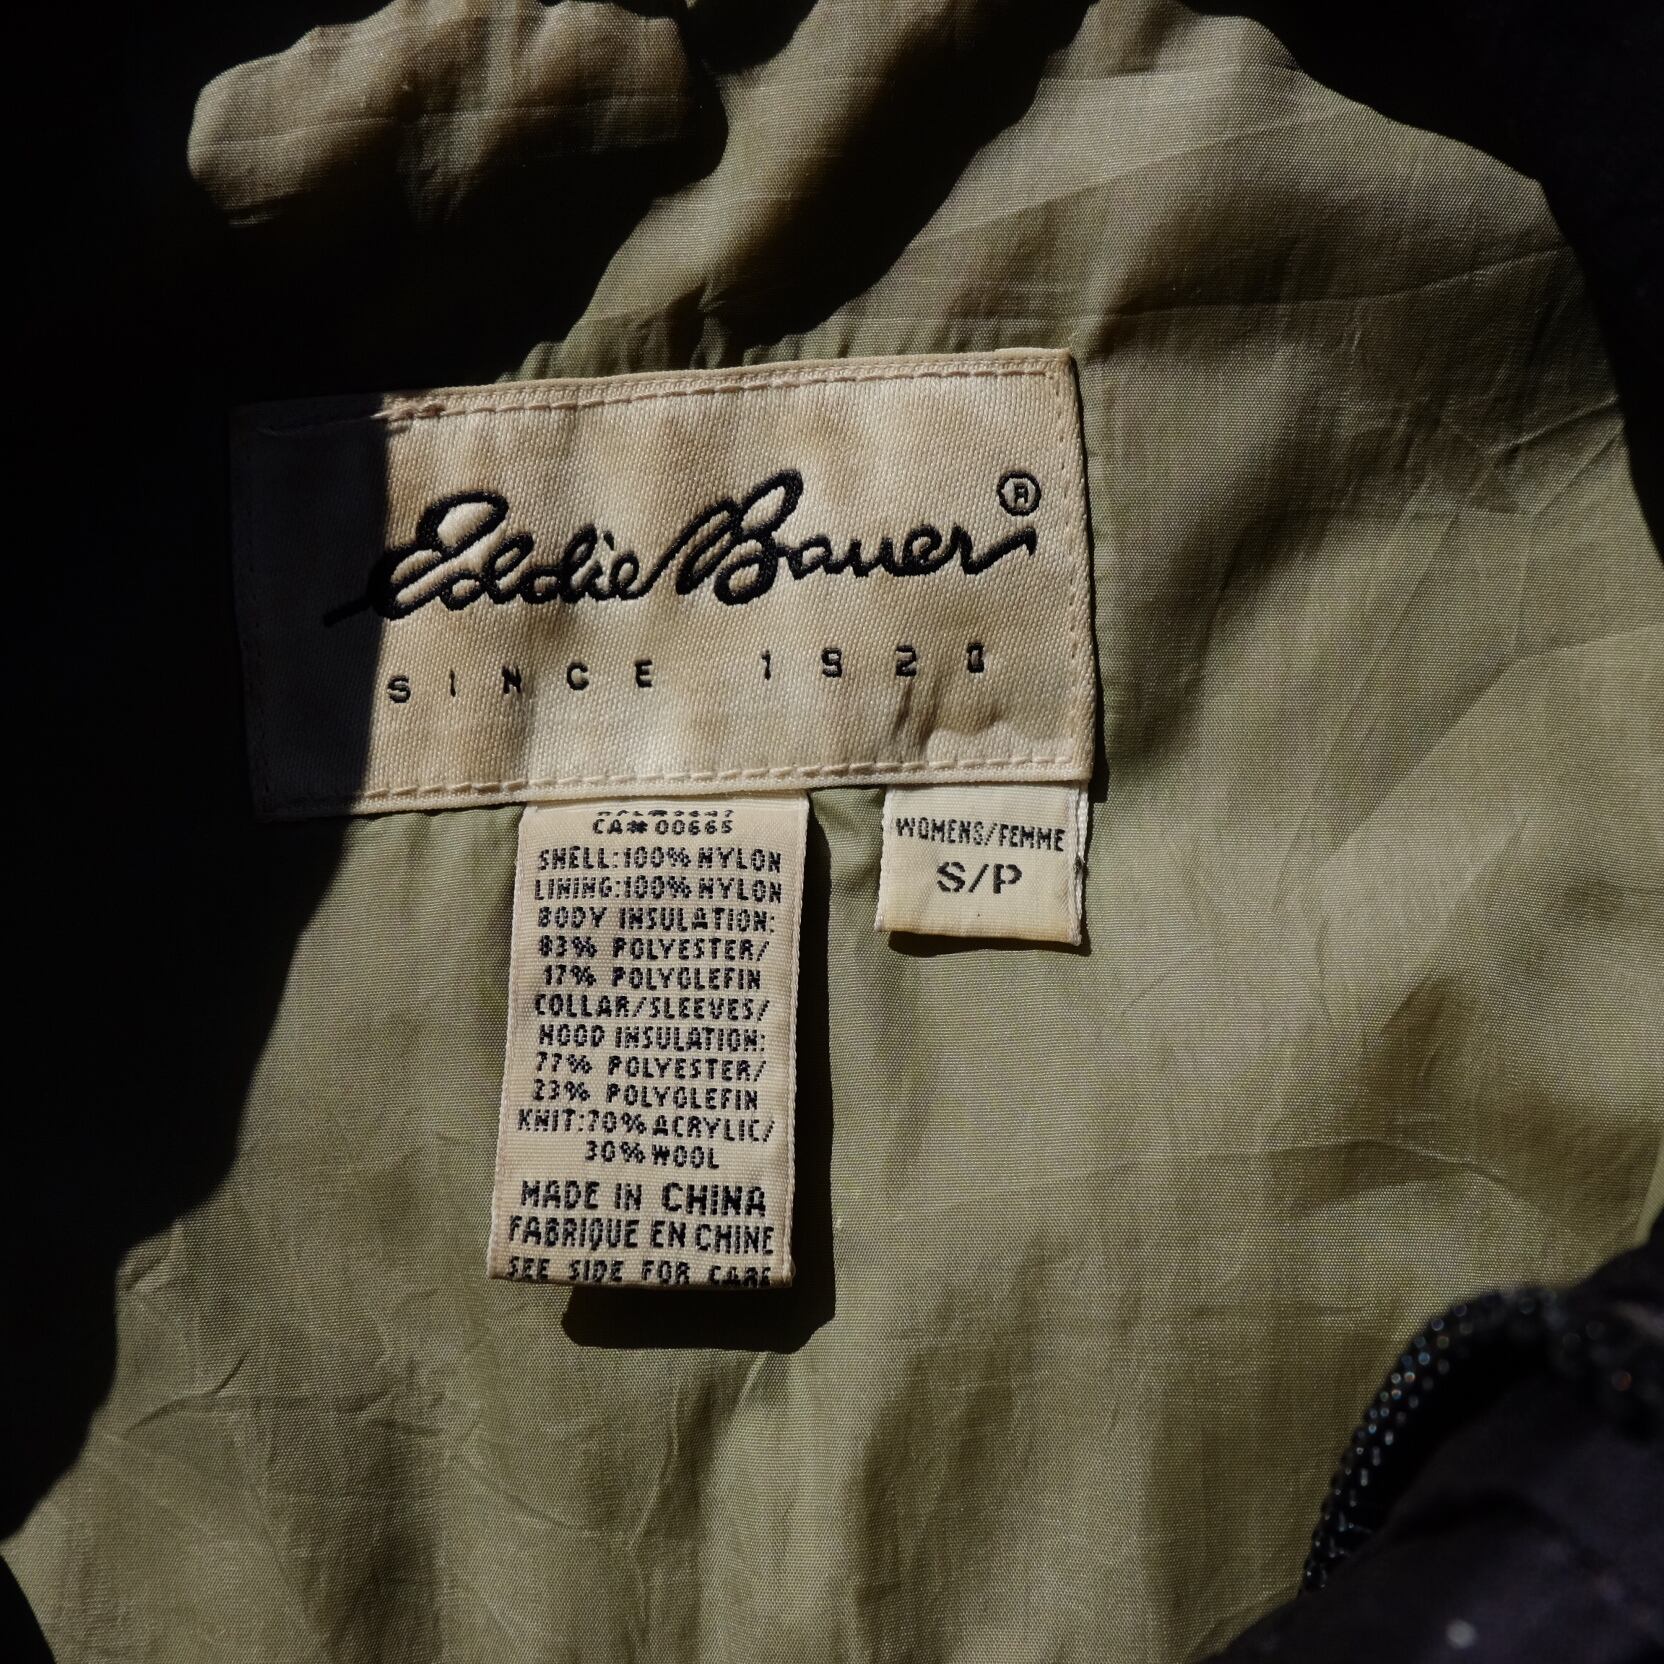 Eddie Bauer®
SINCE 1920
CA#00665
SHELL:100% NYLON
LINING:100% NYLON
BODY INSULATION:
83% POLYESTER/
17% POLYOLEFIN
COLLAR/SLEEVES/
HOOD INSULATION:
77% POLYESTER/
23% POLYOLEFIN
KNIT:70% ACRYLIC/
30% WOOL
MADE IN CHINA
FABRIQUE EN CHINE
SEE SIDE FOR CARE
WOMENS/FEMME
S/P